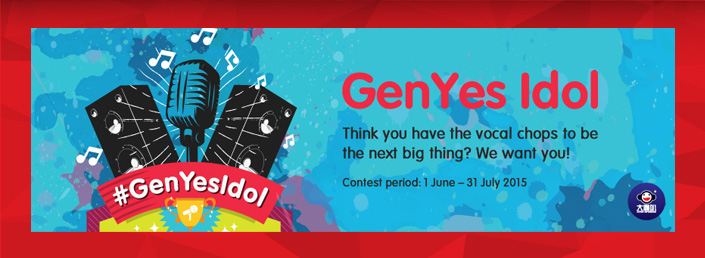 #GenYesIdol
GenYes Idol
Think you have the vocal chops to be
the next big thing? We want you!
Contest period: 1 June – 31 July 2015